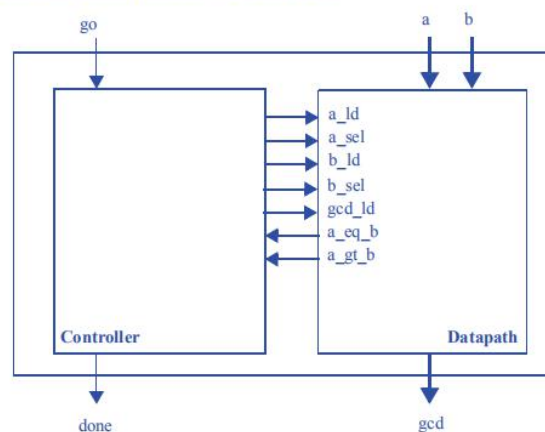 go
a b
a_ld
a_sel
b_ld
b_sel
gcd_ld
a_eq_b
a_gt_b
Controller
Datapath
done
gcd